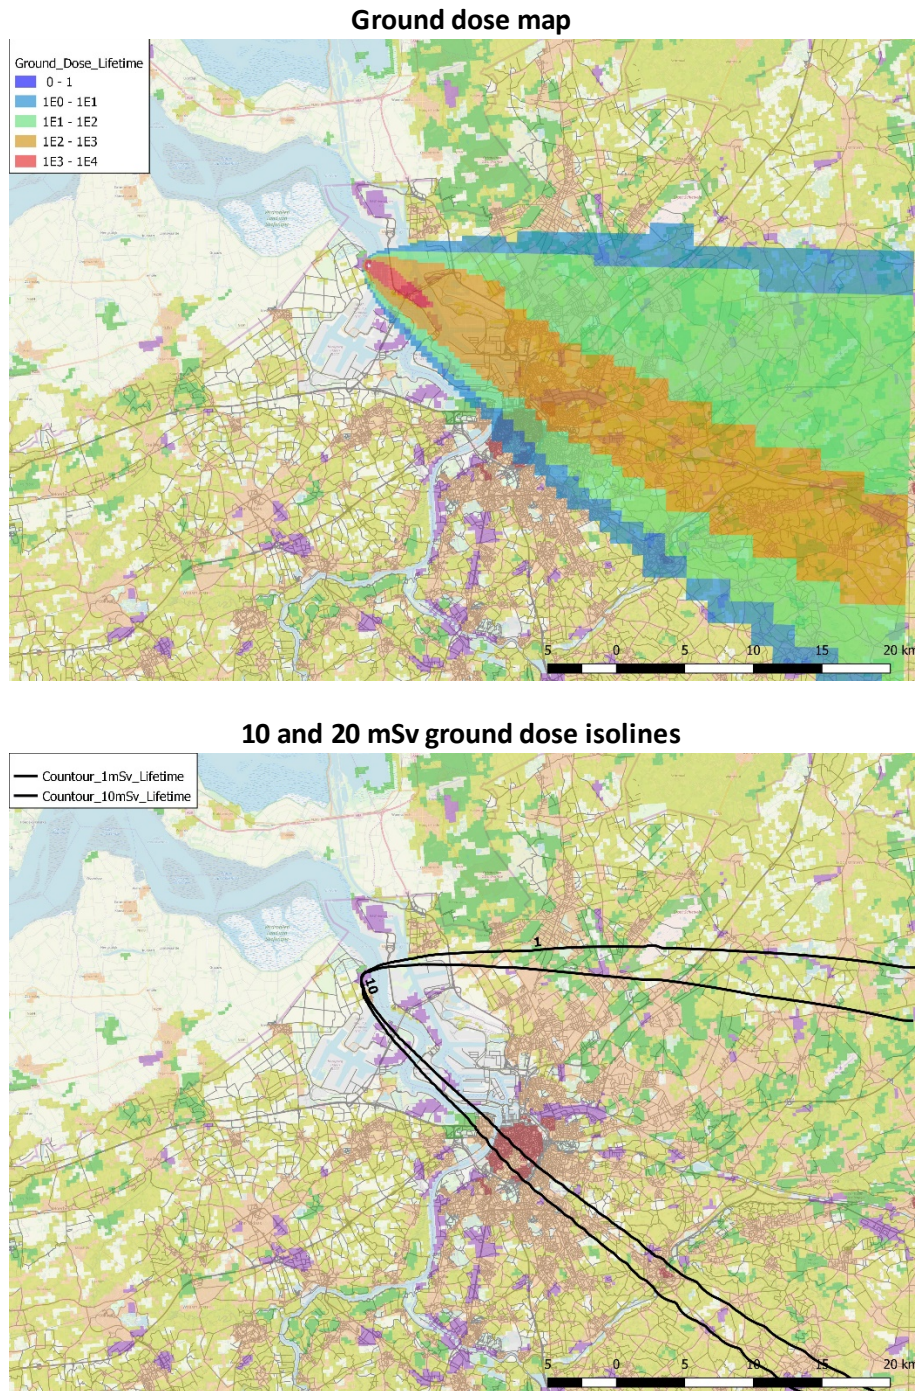 Ground dose map
Ground_Dose_Lifetime
0 - 1
1E0 - 1E1
1E1 - 1E2
1E2 - 1E3
1E3 - 1E4
5 0 5 10 15 20 km
10 and 20 mSv ground dose isolines
Countour_1mSv_Lifetime
Countour_10mSv_Lifetime
1
10
5 0 5 10 15 20 km